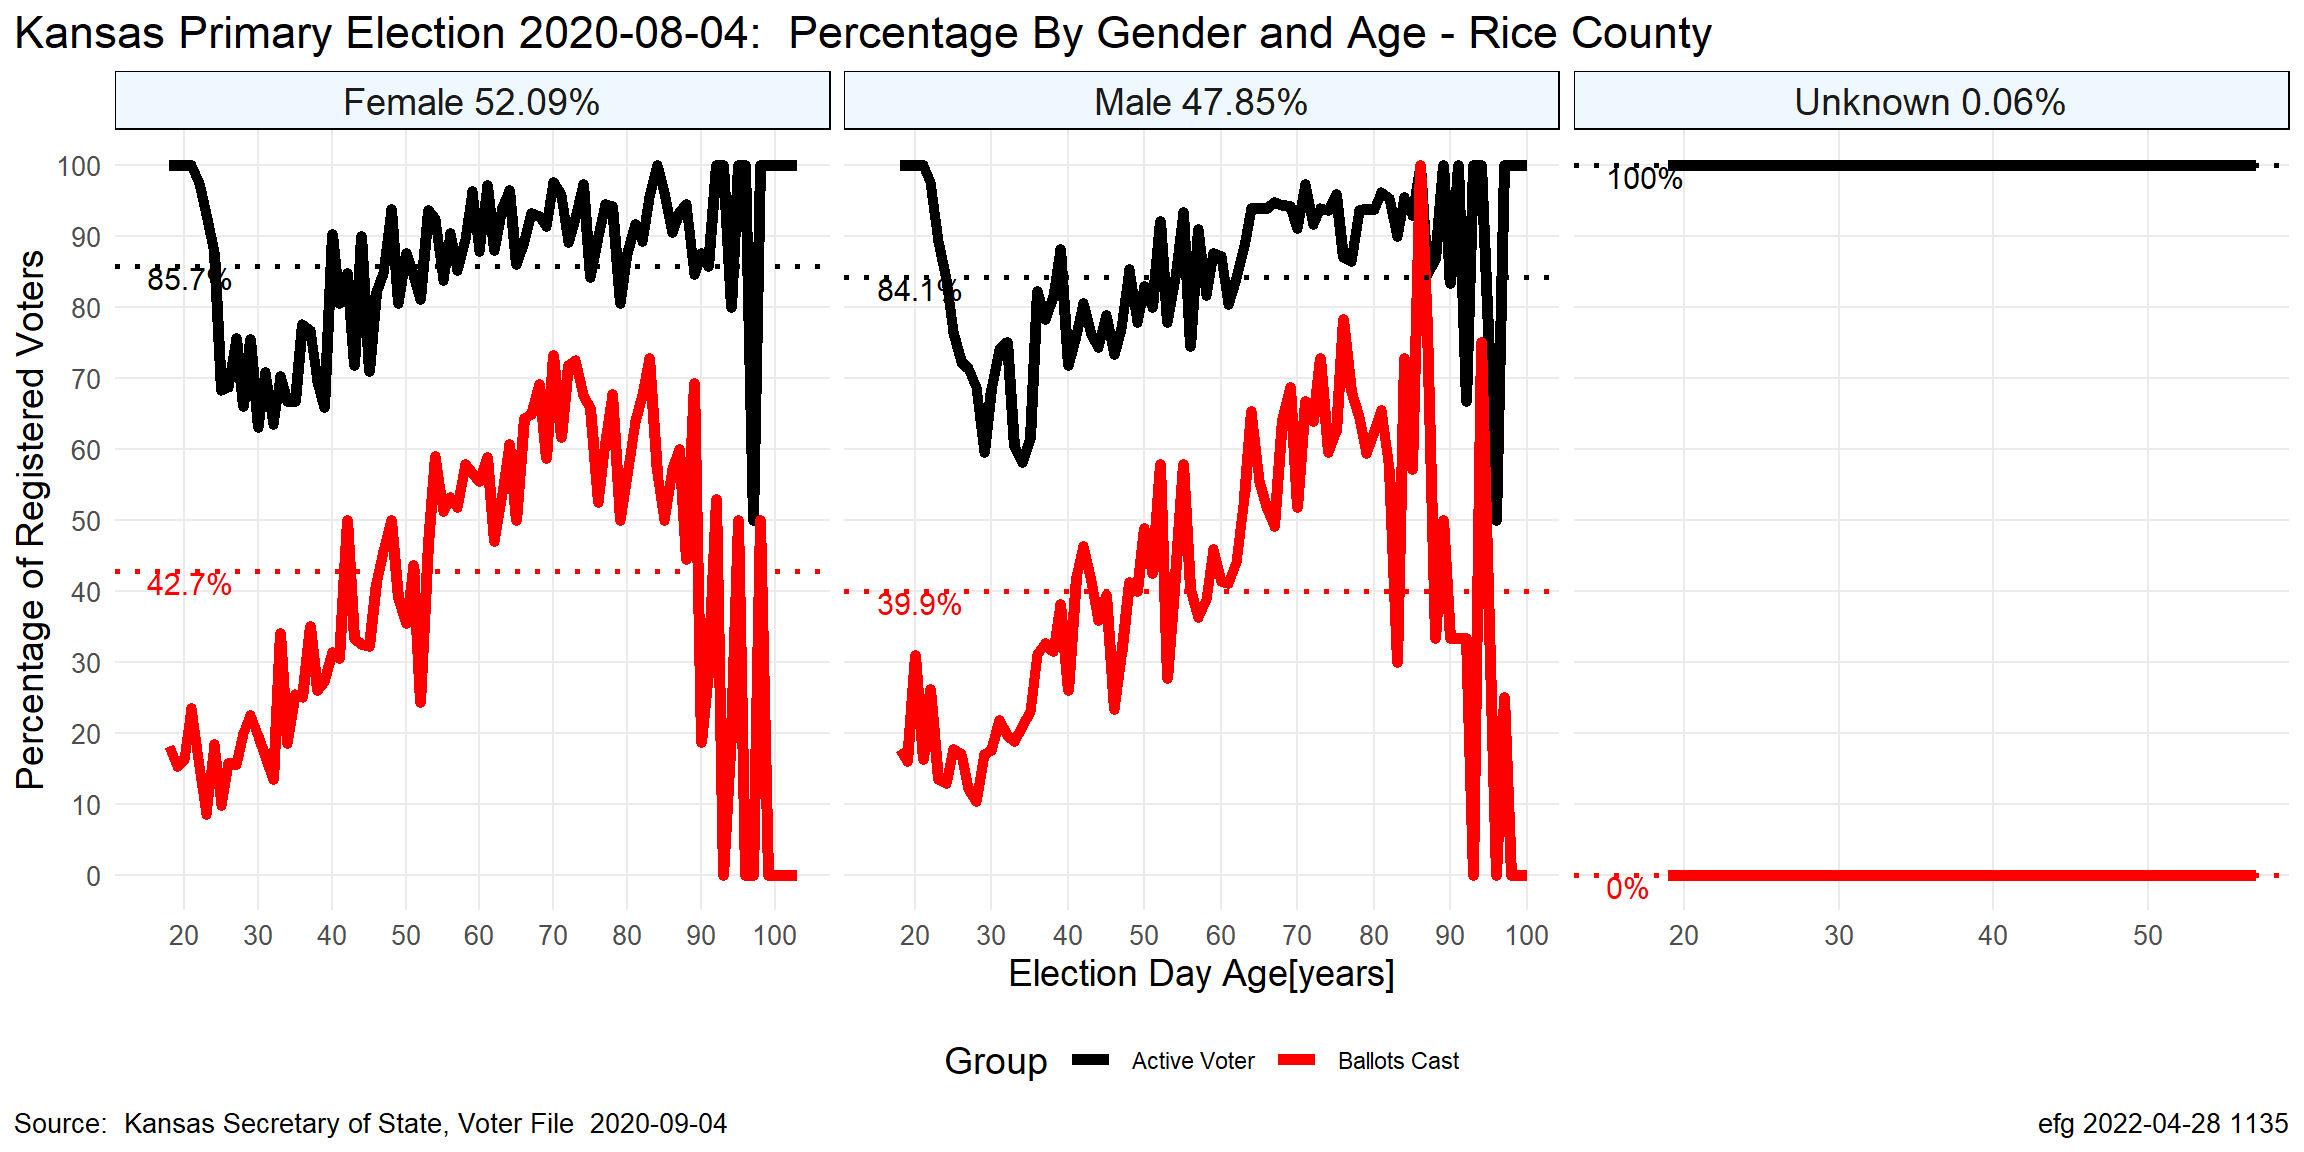 Kansas Primary Election 2020-08-04:  Percentage By Gender and Age - Rice County
Female 52.09%
Male 47.85%
Unknown 0.06%
Percentage of Registered Voters
100
90
80
70
60
50
40
30
20
10
0
85.7%
42.7%
84.1%
39.9%
100%
0%
20 30 40 50 60 70 80 90 100
20 30 40 50 60 70 80 90 100
20 30 40 50
Election Day Age[years]
Group Active Voter Ballots Cast
Source:  Kansas Secretary of State, Voter File  2020-09-04
efg 2022-04-28 1135